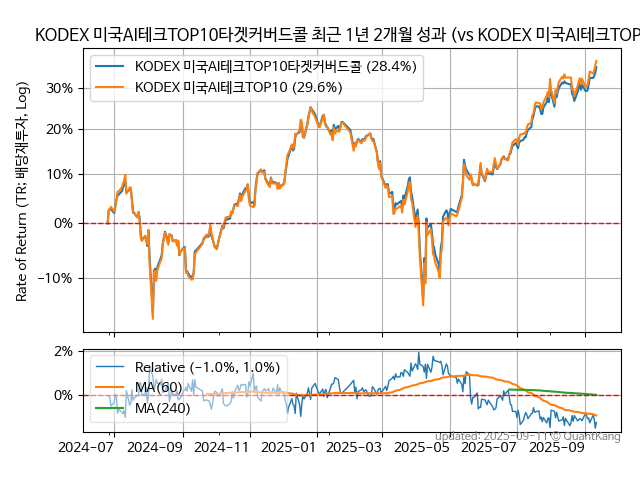 KODEX 미국AI테크TOP10타겟커버드콜 최근 1년 2개월 성과 (vs KODEX 미국AI테크TOP
Rate of Return (TR: 배당재투자, Log)
KODEX 미국AI테크TOP10타겟커버드콜 (28.4%)
KODEX 미국AI테크TOP10 (29.6%)
30%
20%
10%
0%
−10%
2%
0%
Relative (−1.0%, 1.0%)
MA(60)
MA(240)
2024-07
2024-09
2024-11
2025-01
2025-03
2025-05
2025-07
2025-09
updated: 2025-09-11 © QuantKang